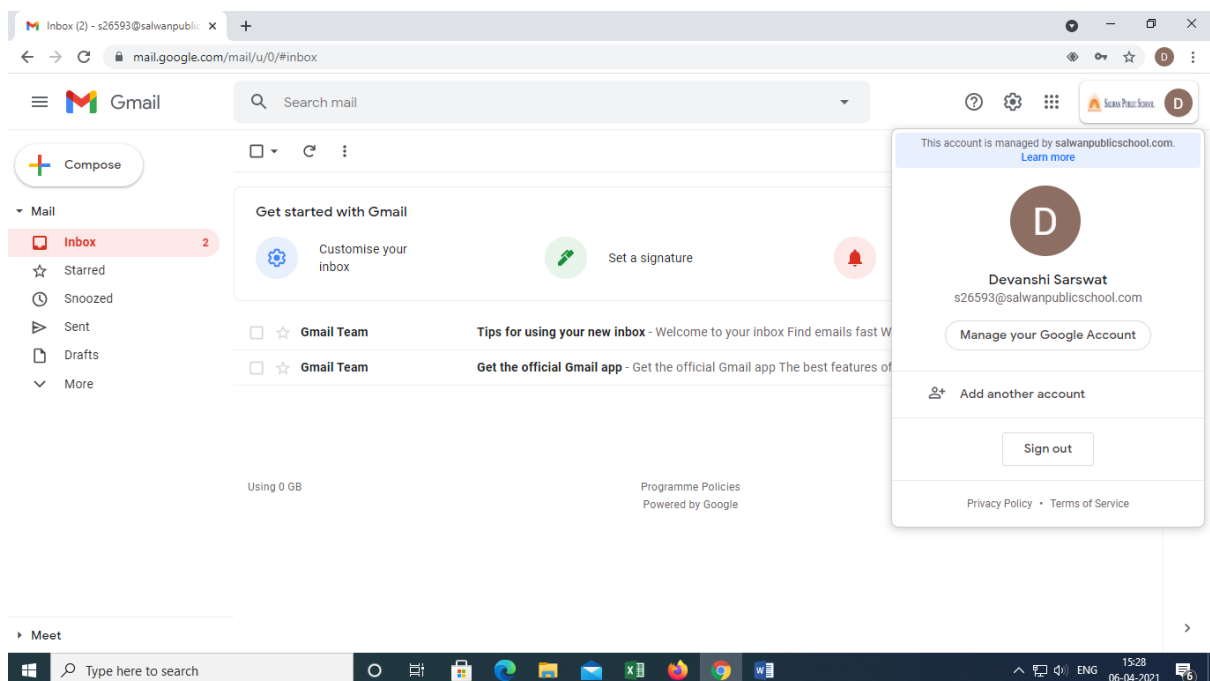 Inbox (2) - s26593@salwanpublic
mail.google.com/mail/u/0/#inbox
D
Gmail
Search mail
SALWAN PUBLIC SCHOOL
D
Compose
Mail
Inbox 2
Starred
Snoozed
Sent
Drafts
More
Get started with Gmail
Customise your
inbox
Set a signature
Gmail Team Tips for using your new inbox - Welcome to your inbox Find emails fast W
Gmail Team Get the official Gmail app - Get the official Gmail app The best features of
Using 0 GB
Programme Policies
Powered by Google
This account is managed by salwanpublicschool.com.
Learn more
D
Devanshi Sarswat
s26593@salwanpublicschool.com
Manage your Google Account
Add another account
Sign out
Privacy Policy • Terms of Service
Meet
Type here to search
ENG
15:28
06-04-2021
6